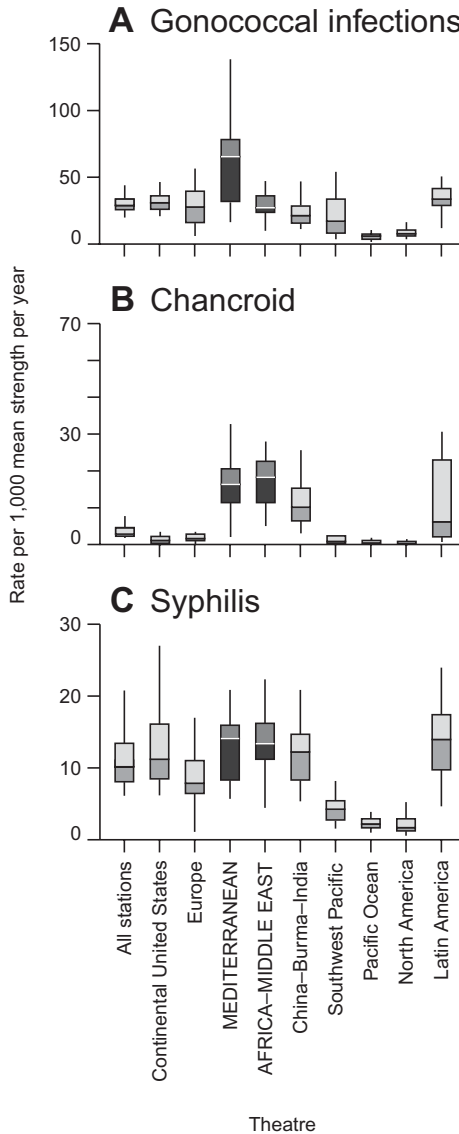 A Gonococcal infections
150
100
50
0
B Chancroid
70
30
0
C Syphilis
30
20
10
0
Rate per 1,000 mean strength per year
All stations
Continental United States
Europe
MEDITERRANEAN
AFRICA–MIDDLE EAST
China–Burma–India
Southwest Pacific
Pacific Ocean
North America
Latin America
Theatre